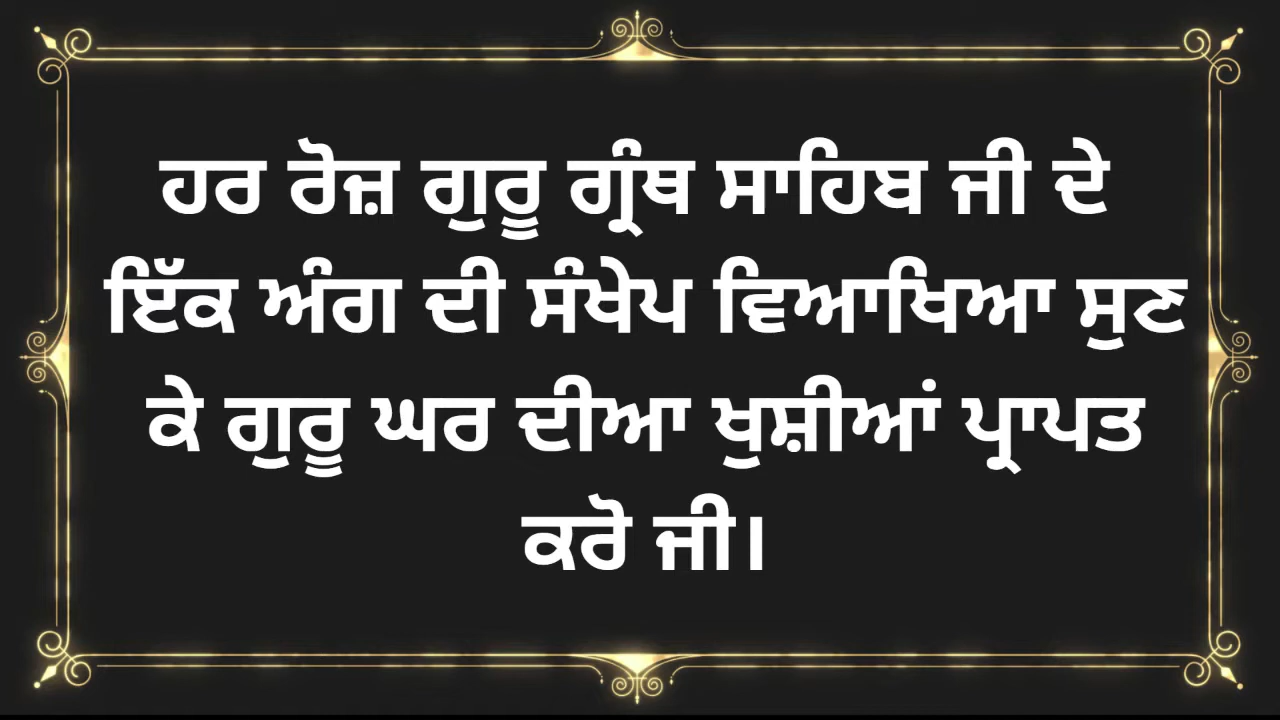 ਹਰ ਰੋਜ਼ ਗੁਰੂ ਗ੍ਰੰਥ ਸਾਹਿਬ ਜੀ ਦੇ
ਇੱਕ ਅੰਗ ਦੀ ਸੰਖੇਪ ਵਿਆਖਿਆ ਸੁਣ
ਕੇ ਗੁਰੂ ਘਰ ਦੀਆ ਖੁਸ਼ੀਆਂ ਪ੍ਰਾਪਤ
ਕਰੋ ਜੀ।